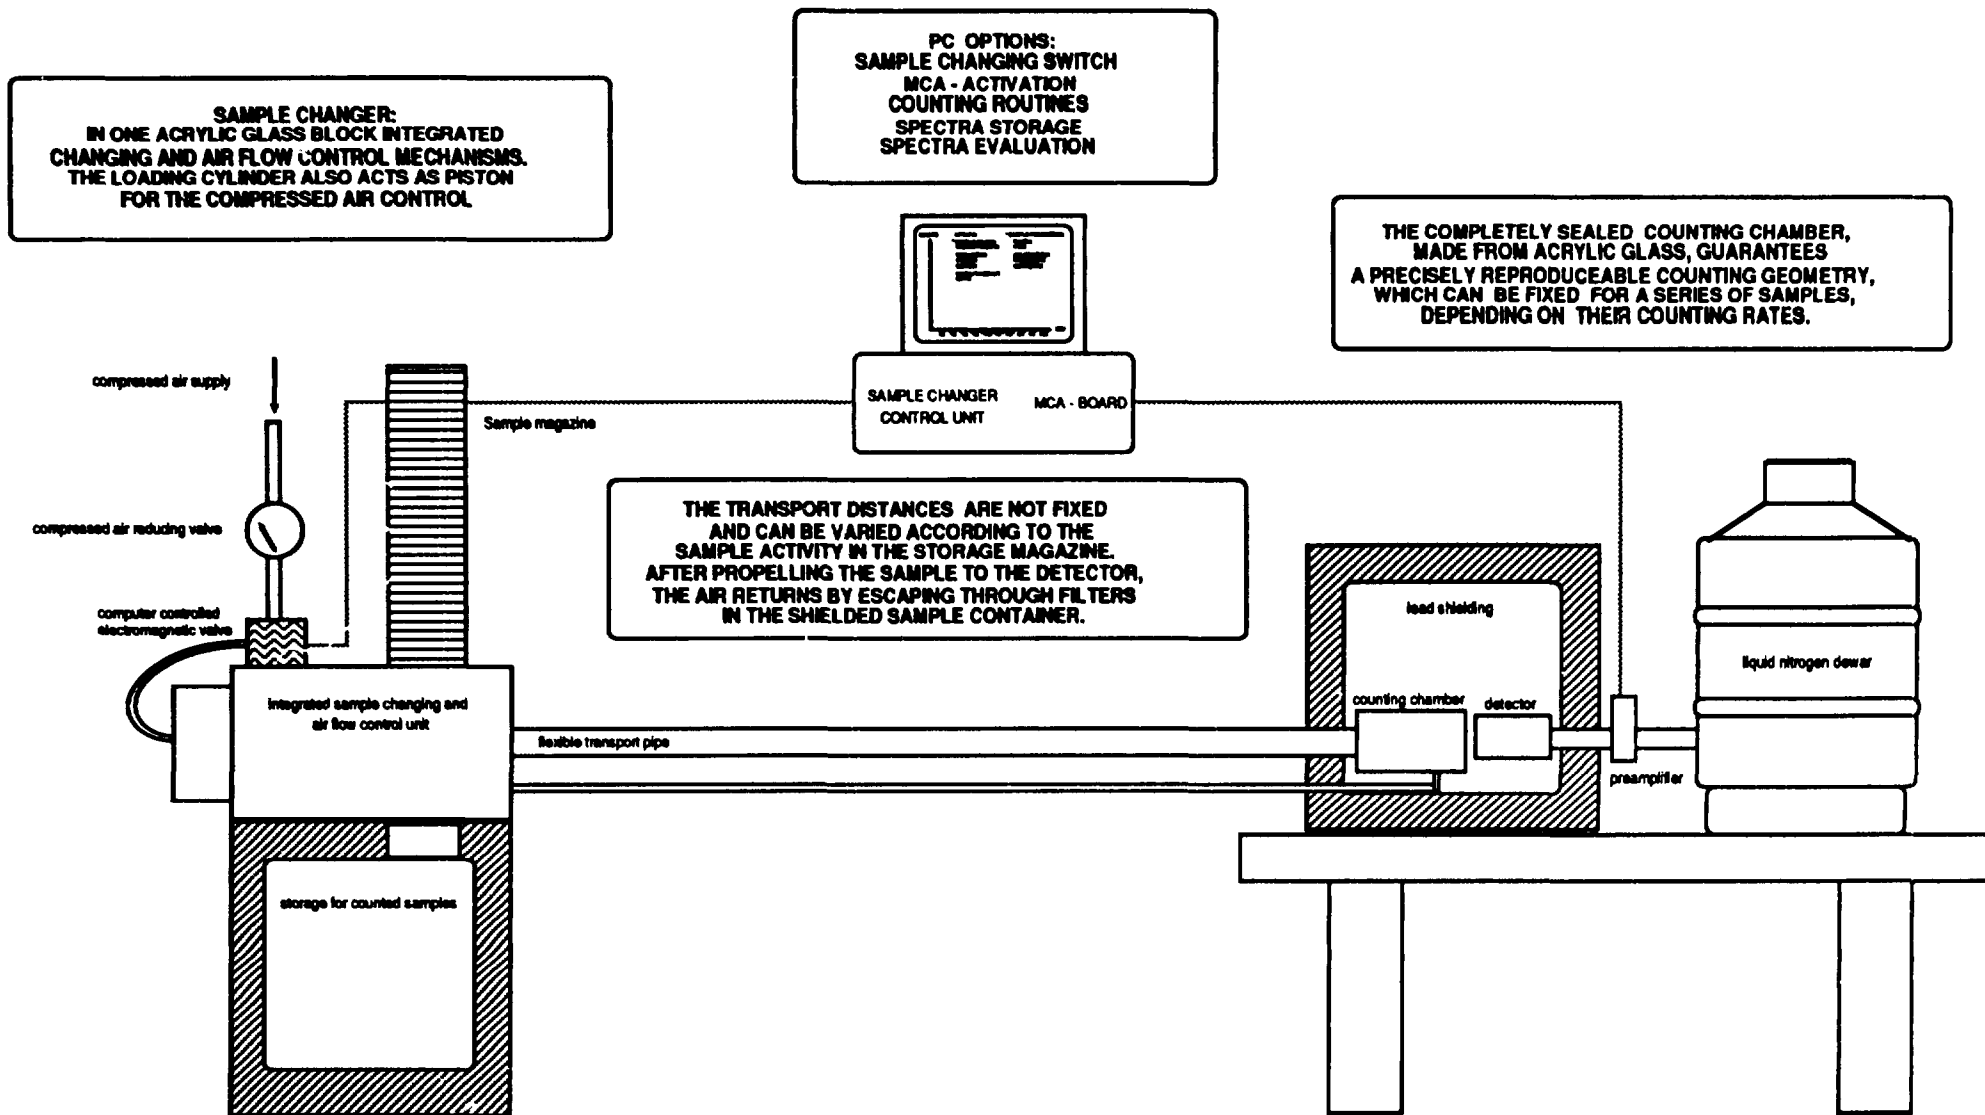 PC OPTIONS:
SAMPLE CHANGING SWITCH
MCA - ACTIVATION
COUNTING ROUTINES
SPECTRA STORAGE
SPECTRA EVALUATION
SAMPLE CHANGER:
IN ONE ACRYLIC GLASS BLOCK INTEGRATED
CHANGING AND AIR FLOW CONTROL MECHANISMS.
THE LOADING CYLINDER ALSO ACTS AS PISTON
FOR THE COMPRESSED AIR CONTROL
THE COMPLETELY SEALED COUNTING CHAMBER,
MADE FROM ACRYLIC GLASS, GUARANTEES
A PRECISELY REPRODUCEABLE COUNTING GEOMETRY,
WHICH CAN BE FIXED FOR A SERIES OF SAMPLES,
DEPENDING ON THEIR COUNTING RATES.
compressed air supply
Sample magazine
SAMPLE CHANGER
CONTROL UNIT
MCA - BOARD
compressed air reducing valve
THE TRANSPORT DISTANCES ARE NOT FIXED
AND CAN BE VARIED ACCORDING TO THE
SAMPLE ACTIVITY IN THE STORAGE MAGAZINE.
AFTER PROPELLING THE SAMPLE TO THE DETECTOR,
THE AIR RETURNS BY ESCAPING THROUGH FILTERS
IN THE SHIELDED SAMPLE CONTAINER.
computer controlled
electromagnetic valve
lead shielding
liquid nitrogen dewar
integrated sample changing and
air flow control unit
counting chamber
detector
flexible transport pipe
preamplifier
storage for counted samples